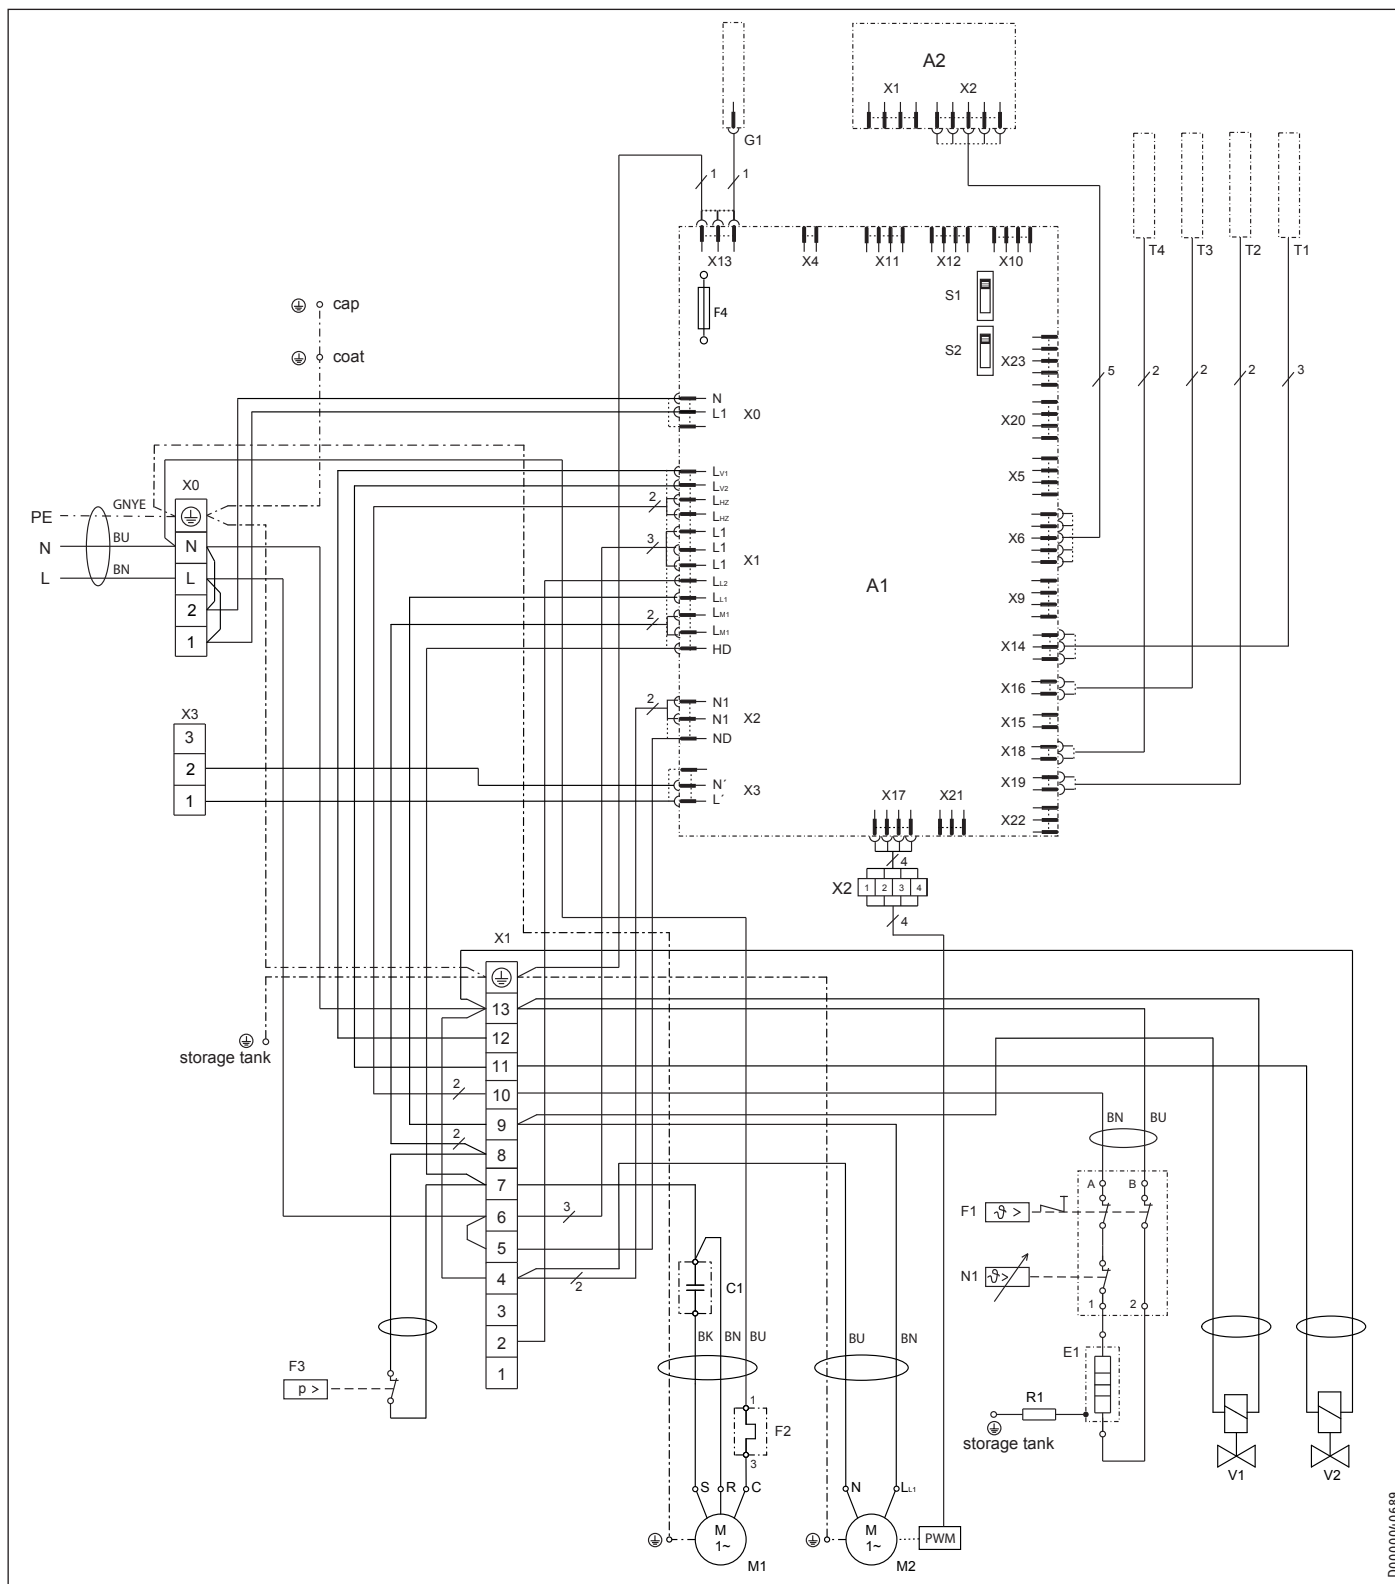 A2
X1 X2
G1
1 1
T4 T3 T2 T1
X13 X4 X11 X12 X10
S1
F4
S2
cap
coat
X23
5 2 2 2 3
N
L1 X0
X20
X0
GNYE
PE
BU
N N
BN
L L
2
1
LV1
LV2
2 LHZ
LHZ
L1
3 L1 X1
L1
LL2
LL1
2 LM1
LM1
HD
A1
X5
X6
X9
X14
X16
X15
X18
X19
X22
2 N1
N1 X2
ND
X3
3
2
1
N´ X3
L´
X17 X21
4
X2 1 2 3 4
4
X1
13
12
11
2 10
9
2 8
7
6 3
5
4 2
3
2
1
storage tank
BN BU
A B
F1 ϑ >
N1 ϑ>
1 2
C1
BK BN BU
BU BN
F3
p >
E1
R1
storage tank
1
F2
3
S R C
N LL1
M
1~
M1
M
1~
M2
PWM
V1 V2
D0000040689